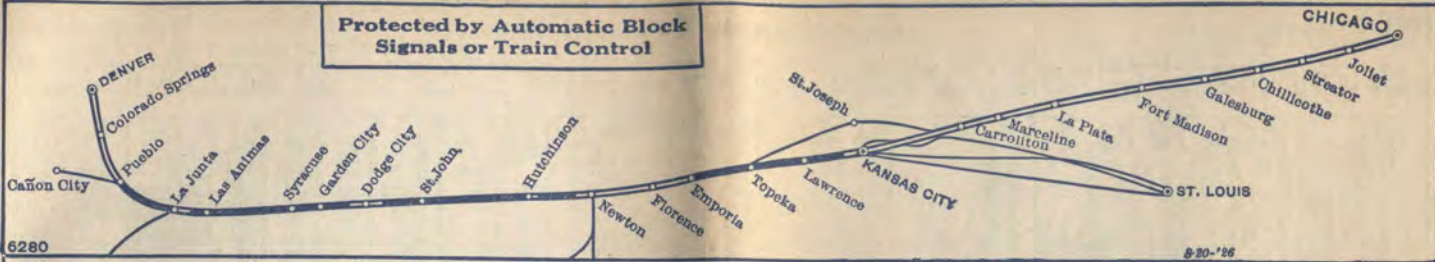 Protected by Automatic Block
Signals or Train Control
DENVER
Colorado Springs
Pueblo
Cañon City
La Junta
Las Animas
Syracuse
Garden City
Dodge City
St. John,
Hutchinson
Newton
Florence
Emporia
Topeka
Lawrence
St. Joseph
KANSAS CITY
Carrollton
Marceline
La Plata
Fort Madison
Galesburg
Chillicothe
Streator
Joliet
CHICAGO
ST. LOUIS
6280
8-20-'26